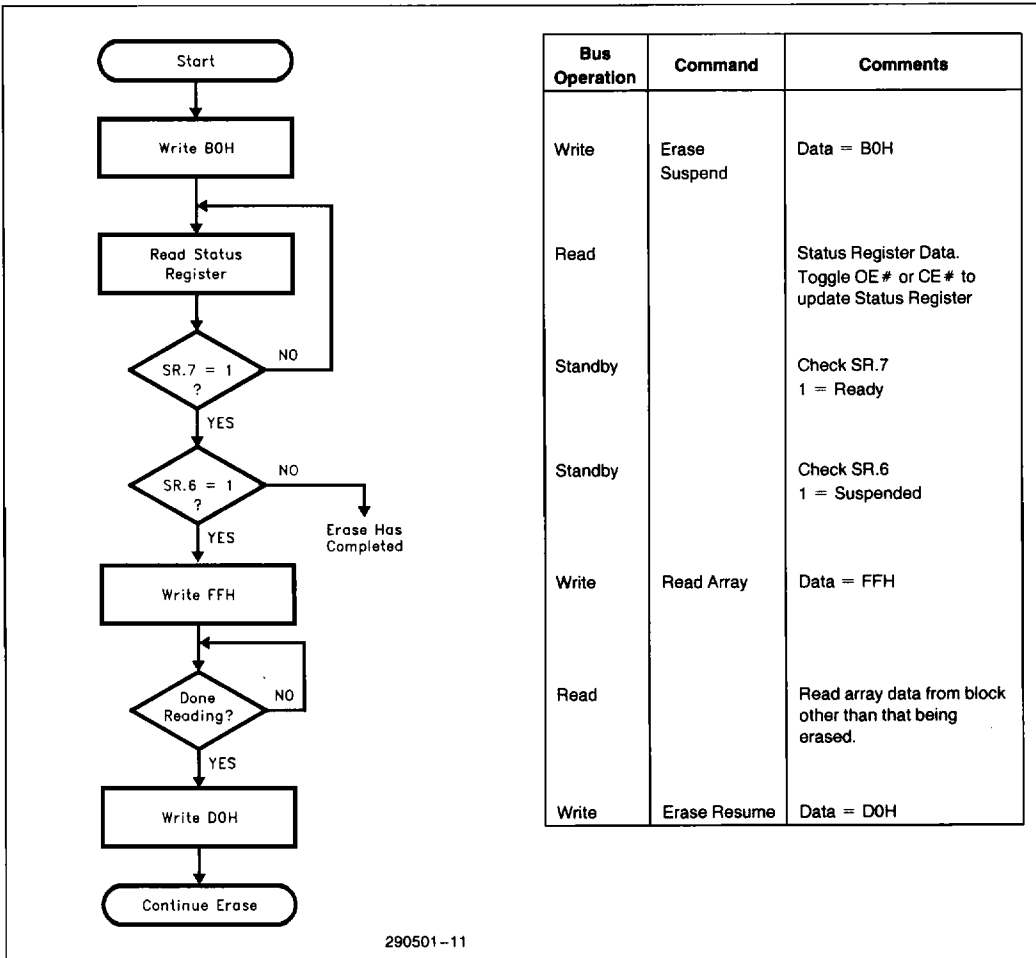 Start
Write B0H
Read Status
Register
SR.7 = 1
?
NO
YES
SR.6 = 1
?
NO
Erase Has
Completed
YES
Write FFH
Done
Reading?
NO
YES
Write D0H
Continue Erase
Bus
Operation
Command
Comments
Write
Erase
Suspend
Data = B0H
Read
Status Register Data.
Toggle OE# or CE# to
update Status Register
Standby
Check SR.7
1 = Ready
Standby
Check SR.6
1 = Suspended
Write
Read Array
Data = FFH
Read
Read array data from block
other than that being
erased.
Write
Erase Resume
Data = D0H
290501–11